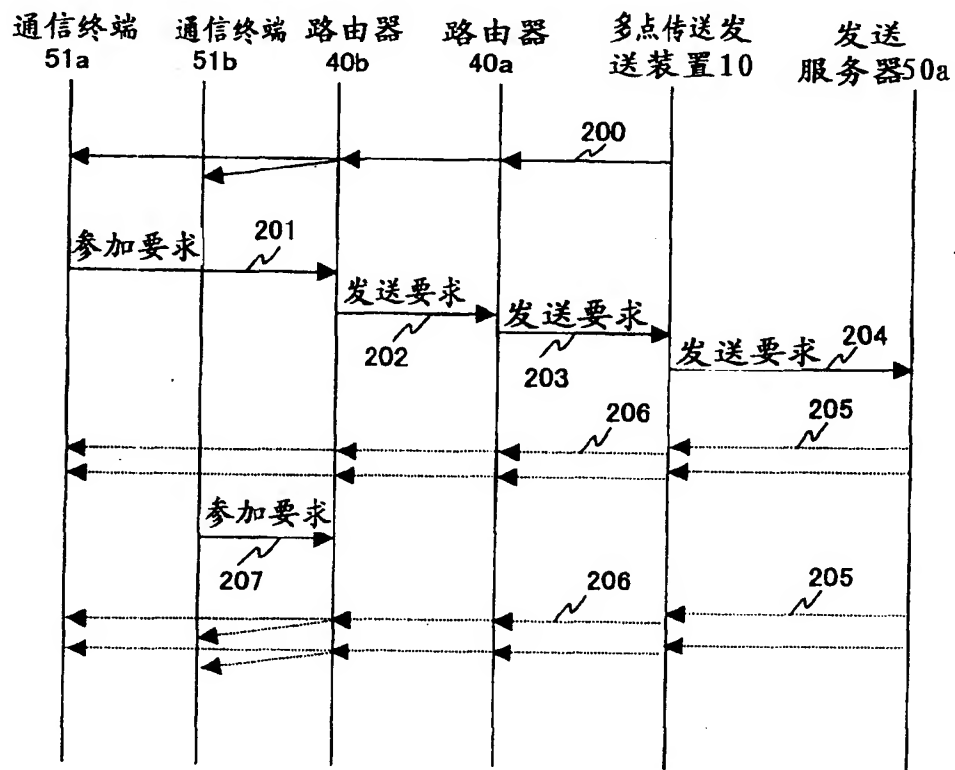 通信终端
51a
通信终端
51b
路由器
40b
路由器
40a
多点传送发
送装置10
发送
服务器50a
200
参加要求
201
发送要求
202
发送要求
203
发送要求
204
206
205
参加要求
207
206
205